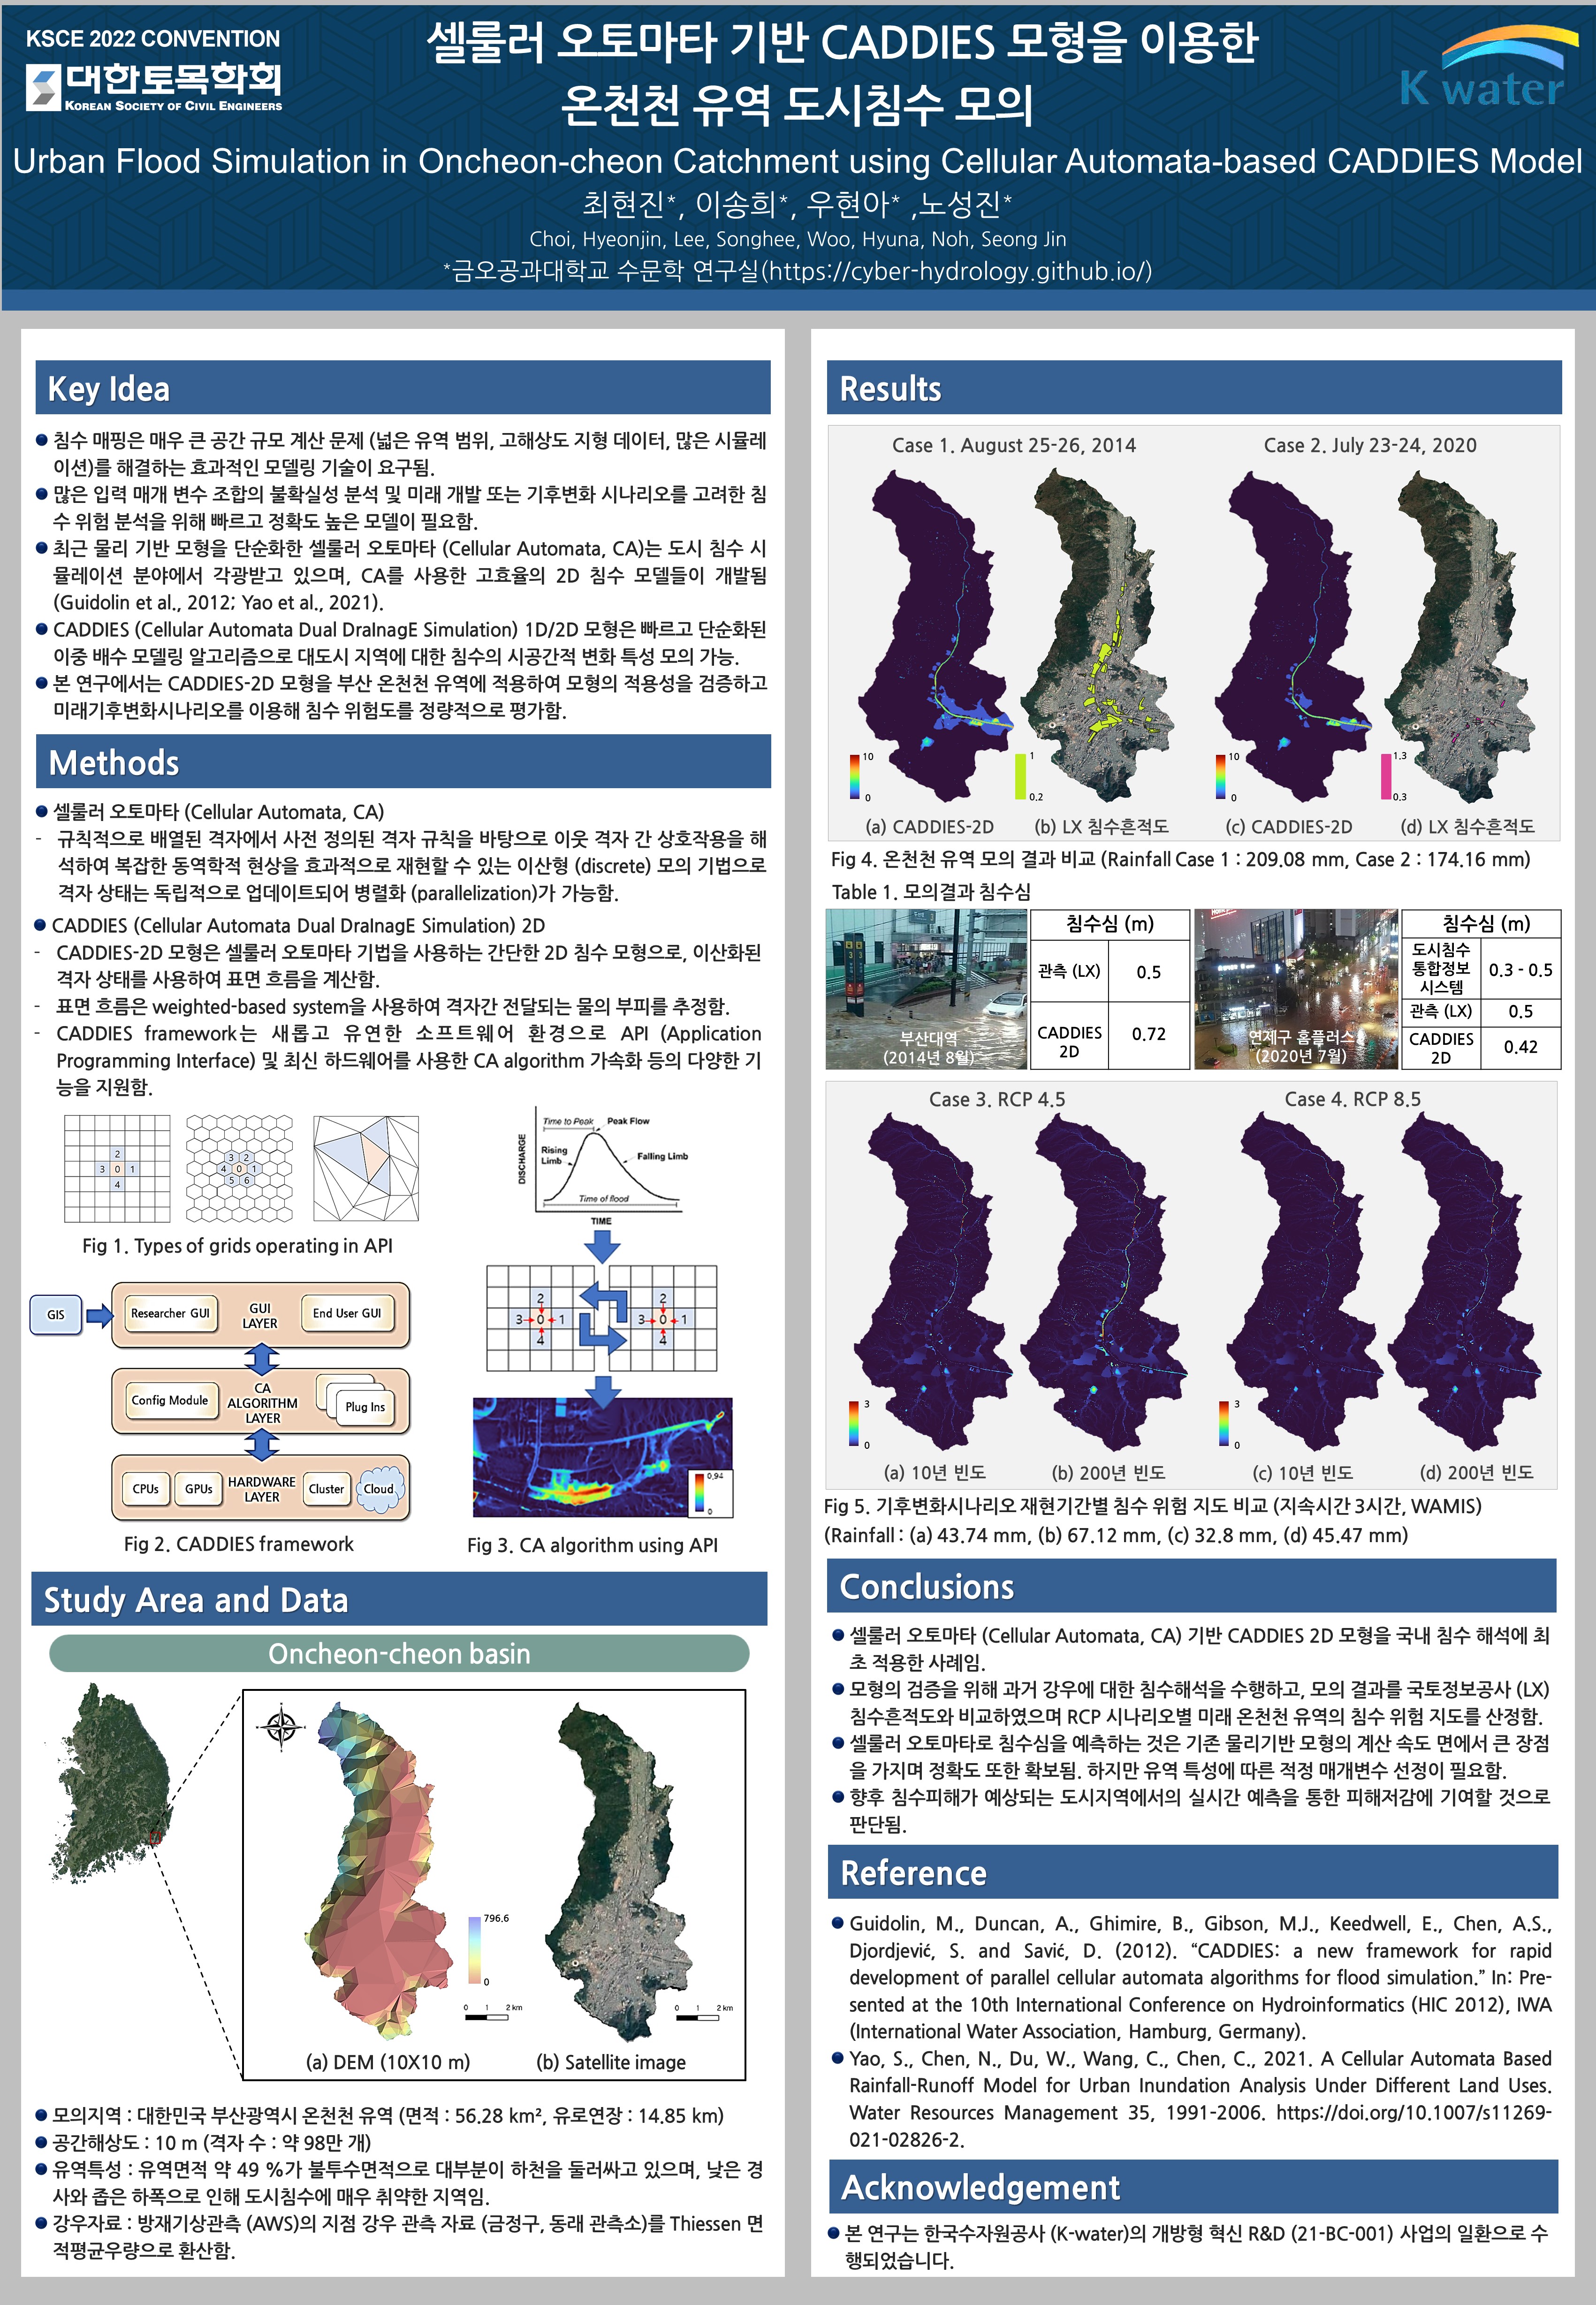 KSCE 2022 CONVENTION
대한토목학회
KOREAN SOCIETY OF CIVIL ENGINEERS
셀룰러 오토마타 기반 CADDIES 모형을 이용한
온천천 유역 도시침수 모의
K water
Urban Flood Simulation in Oncheon-cheon Catchment using Cellular Automata-based CADDIES Model
최현진*, 이송희*, 우현아* ,노성진*
Choi, Hyeonjin, Lee, Songhee, Woo, Hyuna, Noh, Seong Jin
*금오공과대학교 수문학 연구실(https://cyber-hydrology.github.io/)
Key Idea
침수 매핑은 매우 큰 공간 규모 계산 문제 (넓은 유역 범위, 고해상도 지형 데이터, 많은 시뮬레
이션)를 해결하는 효과적인 모델링 기술이 요구됨.
많은 입력 매개 변수 조합의 불확실성 분석 및 미래 개발 또는 기후변화 시나리오를 고려한 침
수 위험 분석을 위해 빠르고 정확도 높은 모델이 필요함.
최근 물리 기반 모형을 단순화한 셀룰러 오토마타 (Cellular Automata, CA)는 도시 침수 시
뮬레이션 분야에서 각광받고 있으며, CA를 사용한 고효율의 2D 침수 모델들이 개발됨
(Guidolin et al., 2012; Yao et al., 2021).
CADDIES (Cellular Automata Dual DraInagE Simulation) 1D/2D 모형은 빠르고 단순화된
이중 배수 모델링 알고리즘으로 대도시 지역에 대한 침수의 시공간적 변화 특성 모의 가능.
본 연구에서는 CADDIES-2D 모형을 부산 온천천 유역에 적용하여 모형의 적용성을 검증하고
미래기후변화시나리오를 이용해 침수 위험도를 정량적으로 평가함.
Methods
셀룰러 오토마타 (Cellular Automata, CA)
- 규칙적으로 배열된 격자에서 사전 정의된 격자 규칙을 바탕으로 이웃 격자 간 상호작용을 해
석하여 복잡한 동역학적 현상을 효과적으로 재현할 수 있는 이산형 (discrete) 모의 기법으로
격자 상태는 독립적으로 업데이트되어 병렬화 (parallelization)가 가능함.
CADDIES (Cellular Automata Dual DraInagE Simulation) 2D
- CADDIES-2D 모형은 셀룰러 오토마타 기법을 사용하는 간단한 2D 침수 모형으로, 이산화된
격자 상태를 사용하여 표면 흐름을 계산함.
- 표면 흐름은 weighted-based system을 사용하여 격자간 전달되는 물의 부피를 추정함.
- CADDIES framework는 새롭고 유연한 소프트웨어 환경으로 API (Application
Programming Interface) 및 최신 하드웨어를 사용한 CA algorithm 가속화 등의 다양한 기
능을 지원함.
2
3 0 1
4
3 2
4 0 1
5 6
Fig 1. Types of grids operating in API
GIS
Researcher GUI
GUI
LAYER
End User GUI
Config Module
CA
ALGORITHM
LAYER
Plug Ins
CPUs
GPUs
HARDWARE
LAYER
Cluster
Cloud
Fig 2. CADDIES framework
DISCHARGE
Time to Peak
Peak Flow
Rising
Limb
Falling Limb
Time of flood
TIME
2 2
3 0 1 3 0 1
4 4
0.94
0
Fig 3. CA algorithm using API
Study Area and Data
Oncheon-cheon basin
796.6
0
0 1 2 km
0 1 2 km
(a) DEM (10X10 m)
(b) Satellite image
모의지역 : 대한민국 부산광역시 온천천 유역 (면적 : 56.28 km², 유로연장 : 14.85 km)
공간해상도 : 10 m (격자 수 : 약 98만 개)
유역특성 : 유역면적 약 49 %가 불투수면적으로 대부분이 하천을 둘러싸고 있으며, 낮은 경
사와 좁은 하폭으로 인해 도시침수에 매우 취약한 지역임.
강우자료 : 방재기상관측 (AWS)의 지점 강우 관측 자료 (금정구, 동래 관측소)를 Thiessen 면
적평균우량으로 환산함.
Results
Case 1. August 25-26, 2014
Case 2. July 23-24, 2020
10
0
1
0.2
10
0
1.3
0.3
(a) CADDIES-2D
(b) LX 침수흔적도
(c) CADDIES-2D
(d) LX 침수흔적도
Fig 4. 온천천 유역 모의 결과 비교 (Rainfall Case 1 : 209.08 mm, Case 2 : 174.16 mm)
Table 1. 모의결과 침수심
부산대역
(2014년 8월)
침수심 (m)
관측 (LX) 0.5
CADDIES
2D
0.72
연제구 홈플러스
(2020년 7월)
침수심 (m)
도시침수
통합정보
시스템
0.3 - 0.5
관측 (LX) 0.5
CADDIES
2D
0.42
Case 3. RCP 4.5
Case 4. RCP 8.5
3
0
3
0
(a) 10년 빈도
(b) 200년 빈도
(c) 10년 빈도
(d) 200년 빈도
Fig 5. 기후변화시나리오 재현기간별 침수 위험 지도 비교 (지속시간 3시간, WAMIS)
(Rainfall : (a) 43.74 mm, (b) 67.12 mm, (c) 32.8 mm, (d) 45.47 mm)
Conclusions
셀룰러 오토마타 (Cellular Automata, CA) 기반 CADDIES 2D 모형을 국내 침수 해석에 최
초 적용한 사례임.
모형의 검증을 위해 과거 강우에 대한 침수해석을 수행하고, 모의 결과를 국토정보공사 (LX)
침수흔적도와 비교하였으며 RCP 시나리오별 미래 온천천 유역의 침수 위험 지도를 산정함.
셀룰러 오토마타로 침수심을 예측하는 것은 기존 물리기반 모형의 계산 속도 면에서 큰 장점
을 가지며 정확도 또한 확보됨. 하지만 유역 특성에 따른 적정 매개변수 선정이 필요함.
향후 침수피해가 예상되는 도시지역에서의 실시간 예측을 통한 피해저감에 기여할 것으로
판단됨.
Reference
Guidolin, M., Duncan, A., Ghimire, B., Gibson, M.J., Keedwell, E., Chen, A.S.,
Djordjević, S. and Savić, D. (2012). “CADDIES: a new framework for rapid
development of parallel cellular automata algorithms for flood simulation.” In: Pre-
sented at the 10th International Conference on Hydroinformatics (HIC 2012), IWA
(International Water Association, Hamburg, Germany).
Yao, S., Chen, N., Du, W., Wang, C., Chen, C., 2021. A Cellular Automata Based
Rainfall-Runoff Model for Urban Inundation Analysis Under Different Land Uses.
Water Resources Management 35, 1991-2006. https://doi.org/10.1007/s11269-
021-02826-2.
Acknowledgement
본 연구는 한국수자원공사 (K-water)의 개방형 혁신 R&D (21-BC-001) 사업의 일환으로 수
행되었습니다.